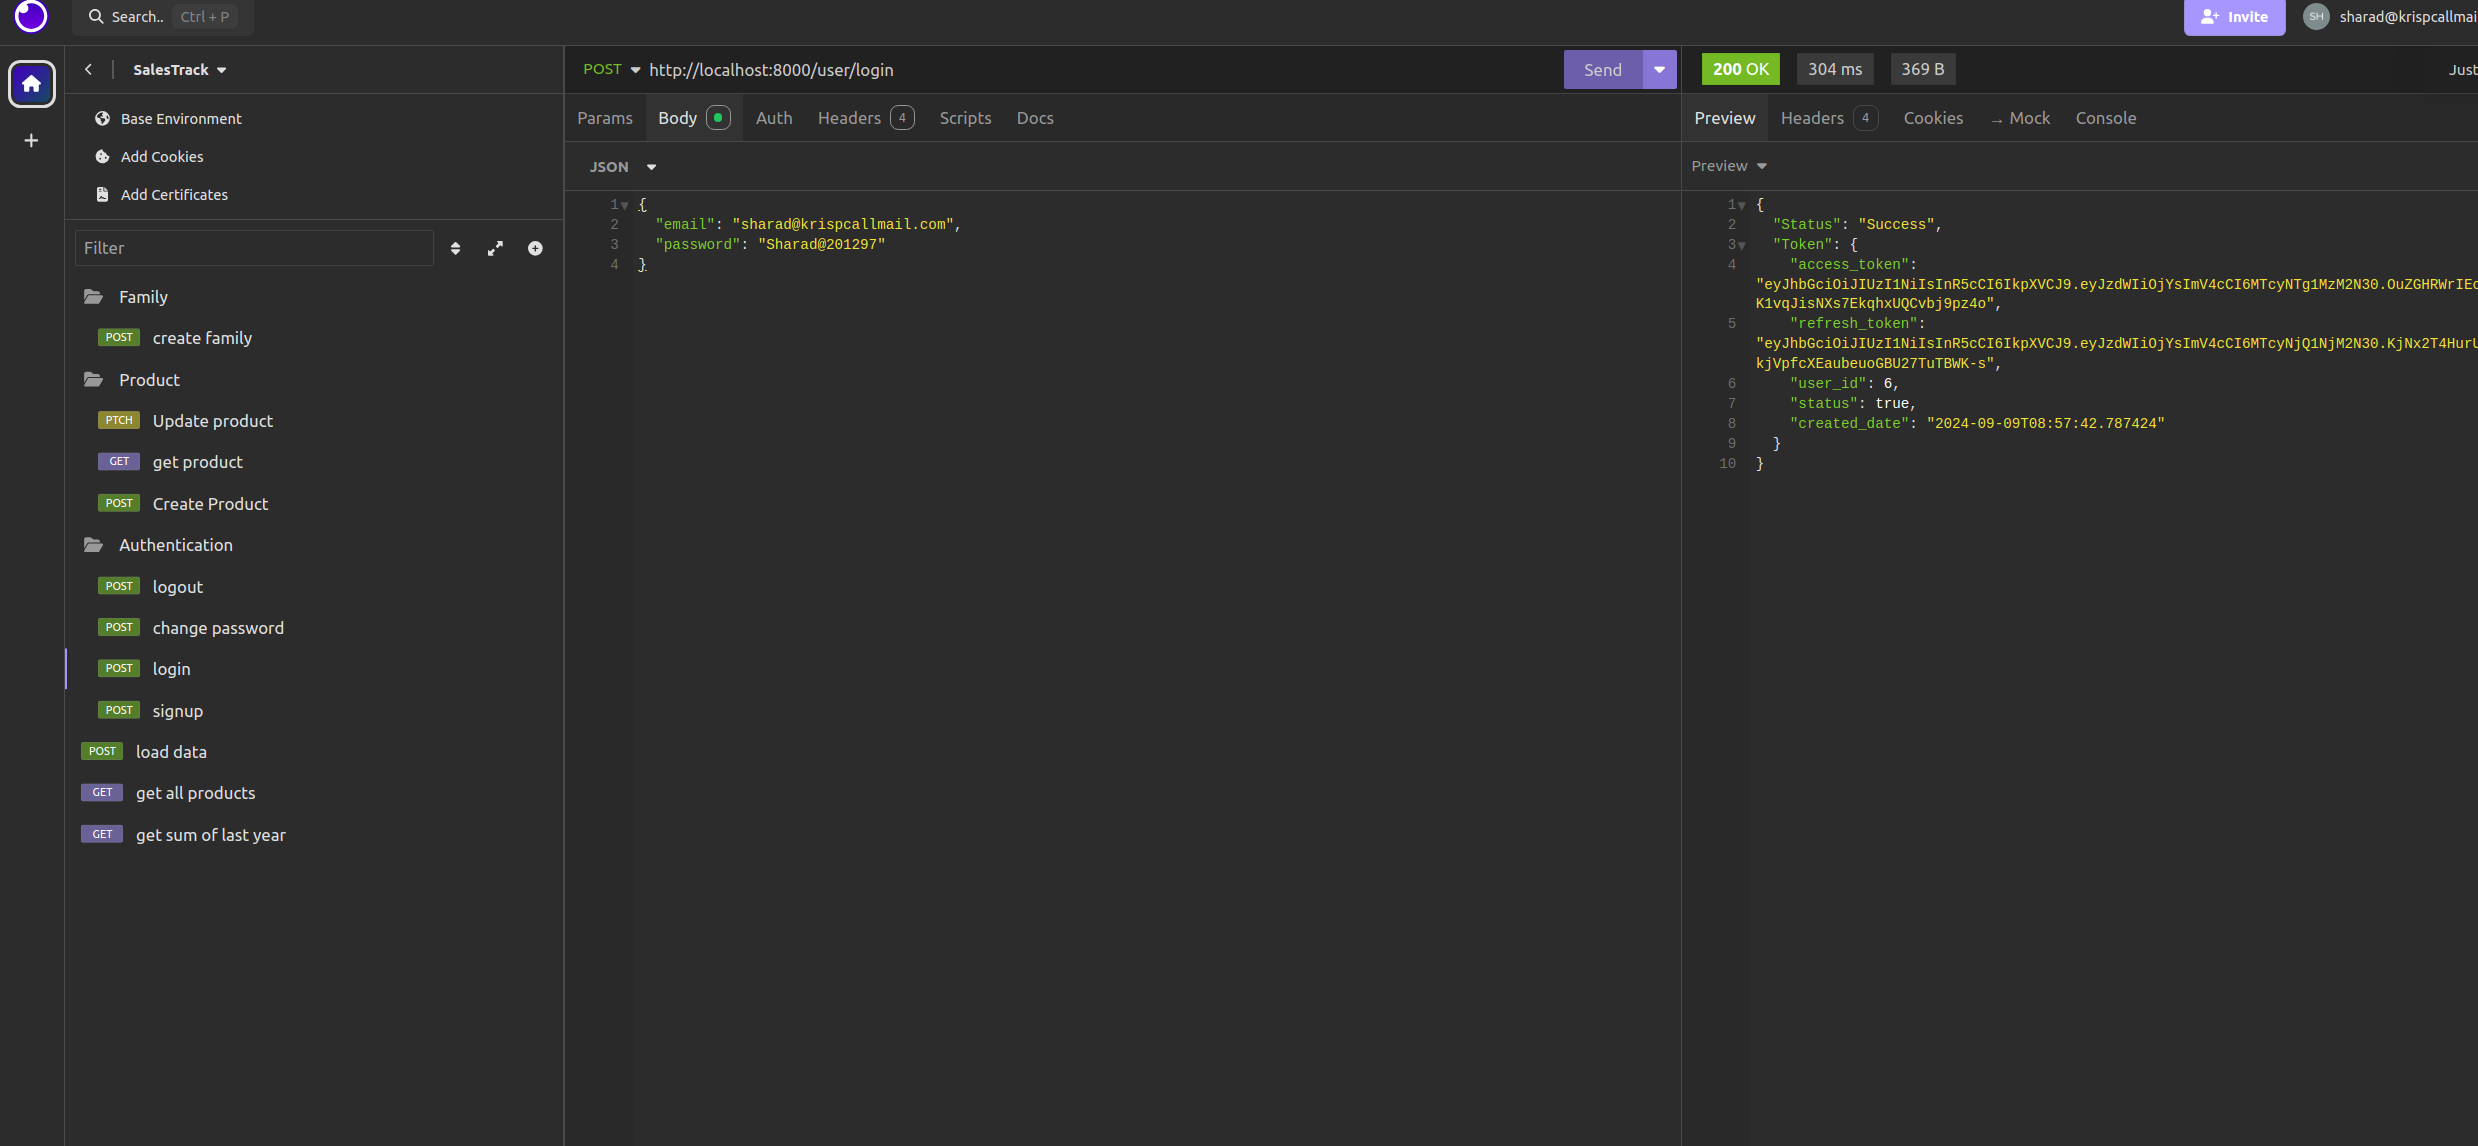 Search.. Ctrl + P
Invite SH sharad@krispcallmai
SalesTrack
Base Environment
Add Cookies
Add Certificates
Filter
Family
POST create family
Product
PTCH Update product
GET get product
POST Create Product
Authentication
POST logout
POST change password
POST login
POST signup
POST load data
GET get all products
GET get sum of last year
POST http://localhost:8000/user/login Send
Params Body Auth Headers 4 Scripts Docs
JSON
1 {
2 "email": "sharad@krispcallmail.com",
3 "password": "Sharad@201297"
4 }
200 OK 304 ms 369 B Just
Preview Headers 4 Cookies → Mock Console
Preview
1 {
2 "Status": "Success",
3 "Token": {
4 "access_token":
"eyJhbGciOiJIUzI1NiIsInR5cCI6IkpXVCJ9.eyJzdWIiOjYsImV4cCI6MTcyNTg1MzM2N30.OuZGHRWrIEc
K1vqJisNXs7EkqhxUQCvbj9pz4o",
5 "refresh_token":
"eyJhbGciOiJIUzI1NiIsInR5cCI6IkpXVCJ9.eyJzdWIiOjYsImV4cCI6MTcyNjQ1NjM2N30.KjNx2T4HurU
kjVpfcXEaubeuoGBU27TuTBWK-s",
6 "user_id": 6,
7 "status": true,
8 "created_date": "2024-09-09T08:57:42.787424"
9 }
10 }